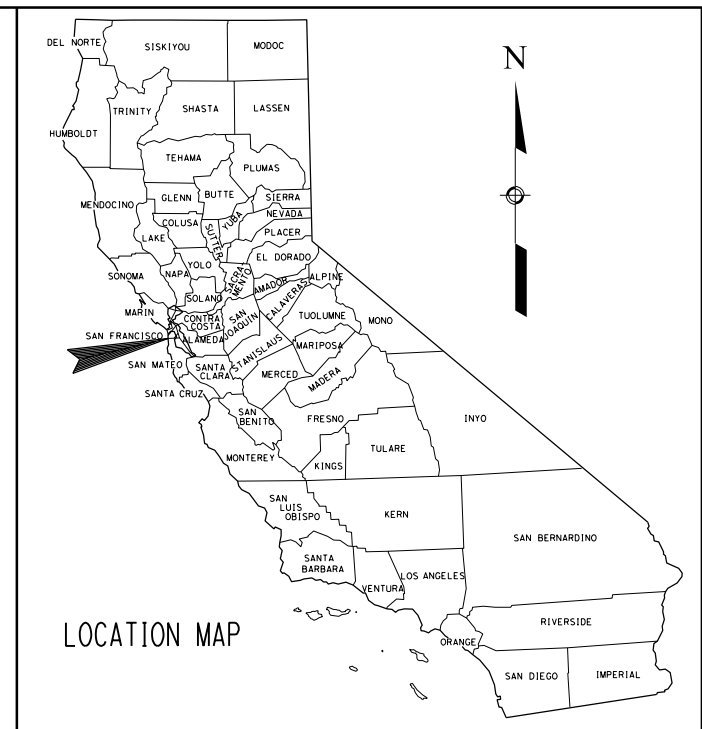 DEL NORTE
SISKIYOU
MODOC
N
TRINITY
SHASTA
LASSEN
HUMBOLDT
TEHAMA
PLUMAS
MENDOCINO
GLENN
BUTTE
SIERRA
YUBA
NEVADA
COLUSA
SUTTER
PLACER
LAKE
YOLO
EL DORADO
SONOMA
NAPA
SACRA
MENTO
AMADOR
ALPINE
SOLANO
CALAVERAS
MARIN
CONTRA
COSTA
SAN
JOAQUIN
TUOLUMNE
MONO
SAN FRANCISCO
ALAMEDA
STANISLAUS
MARIPOSA
SAN MATEO
SANTA
CLARA
MERCED
MADERA
SANTA CRUZ
SAN
BENITO
FRESNO
INYO
MONTEREY
KINGS
TULARE
SAN
LUIS
OBISPO
KERN
SAN BERNARDINO
SANTA
BARBARA
VENTURA
LOS ANGELES
LOCATION MAP
ORANGE
RIVERSIDE
SAN DIEGO
IMPERIAL